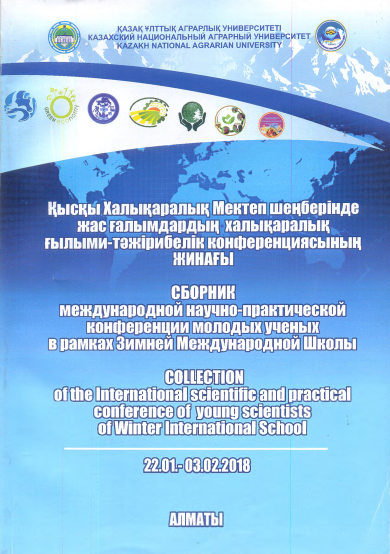 ҚАЗАҚ ҰЛТТЫҚ АГРАРЛЫҚ УНИВЕРСИТЕТІ
КАЗАХСКИЙ НАЦИОНАЛЬНЫЙ АГРАРНЫЙ УНИВЕРСИТЕТ
KAZAKH NATIONAL AGRARIAN UNIVERSITY
Қысқы Халықаралық Мектеп шеңберінде
жас ғалымдардың халықаралық
ғылыми-тәжірибелік конференциясының
ЖИНАҒЫ
СБОРНИК
международной научно-практической
конференции молодых ученых
в рамках Зимней Международной Школы
COLLECTION
of the International scientific and practical
conference of young scientists
of Winter International School
22.01.- 03.02.2018
АЛМАТЫ